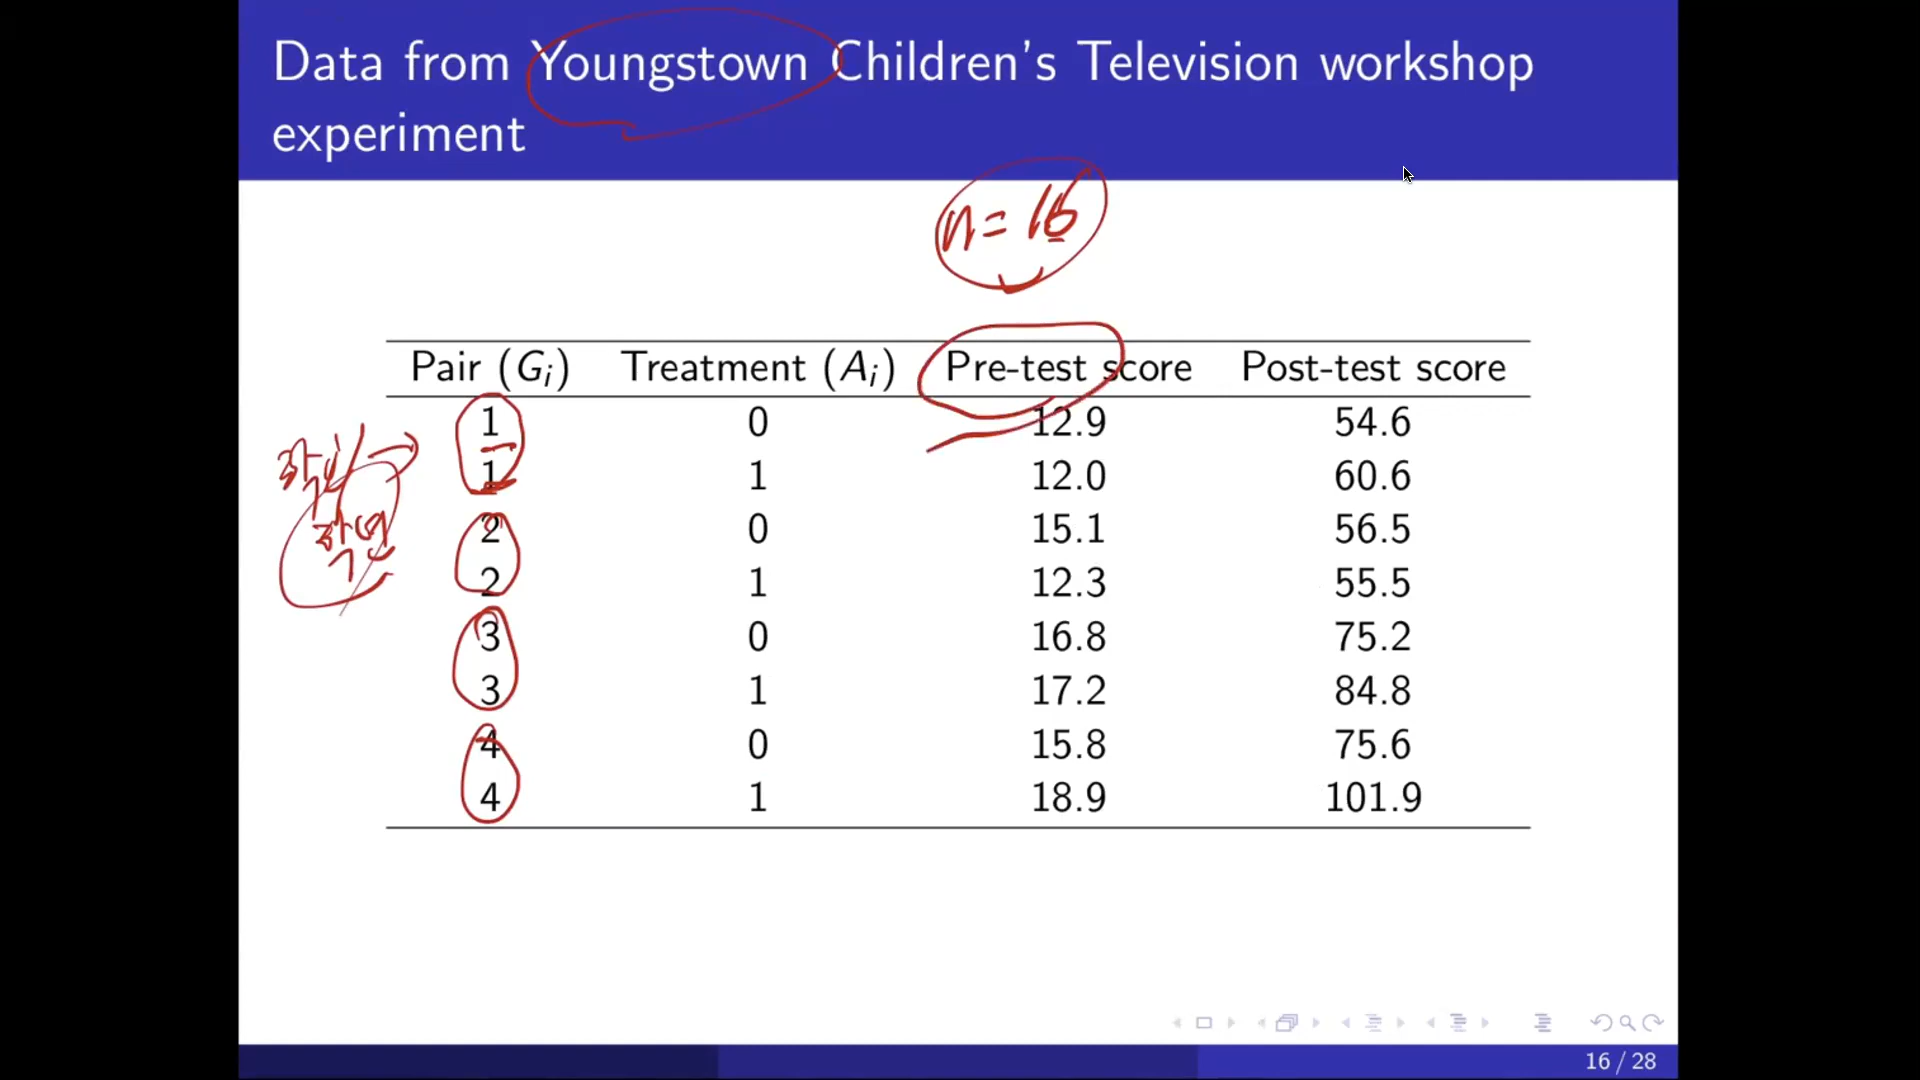 Data from Youngstown Children's Television workshop
experiment
n = 16
Pair (Gᵢ) Treatment (Aᵢ) Pre-test score Post-test score
1 0 12.9 54.6
1 1 12.0 60.6
2 0 15.1 56.5
2 1 12.3 55.5
3 0 16.8 75.2
3 1 17.2 84.8
4 0 15.8 75.6
4 1 18.9 101.9
16 / 28